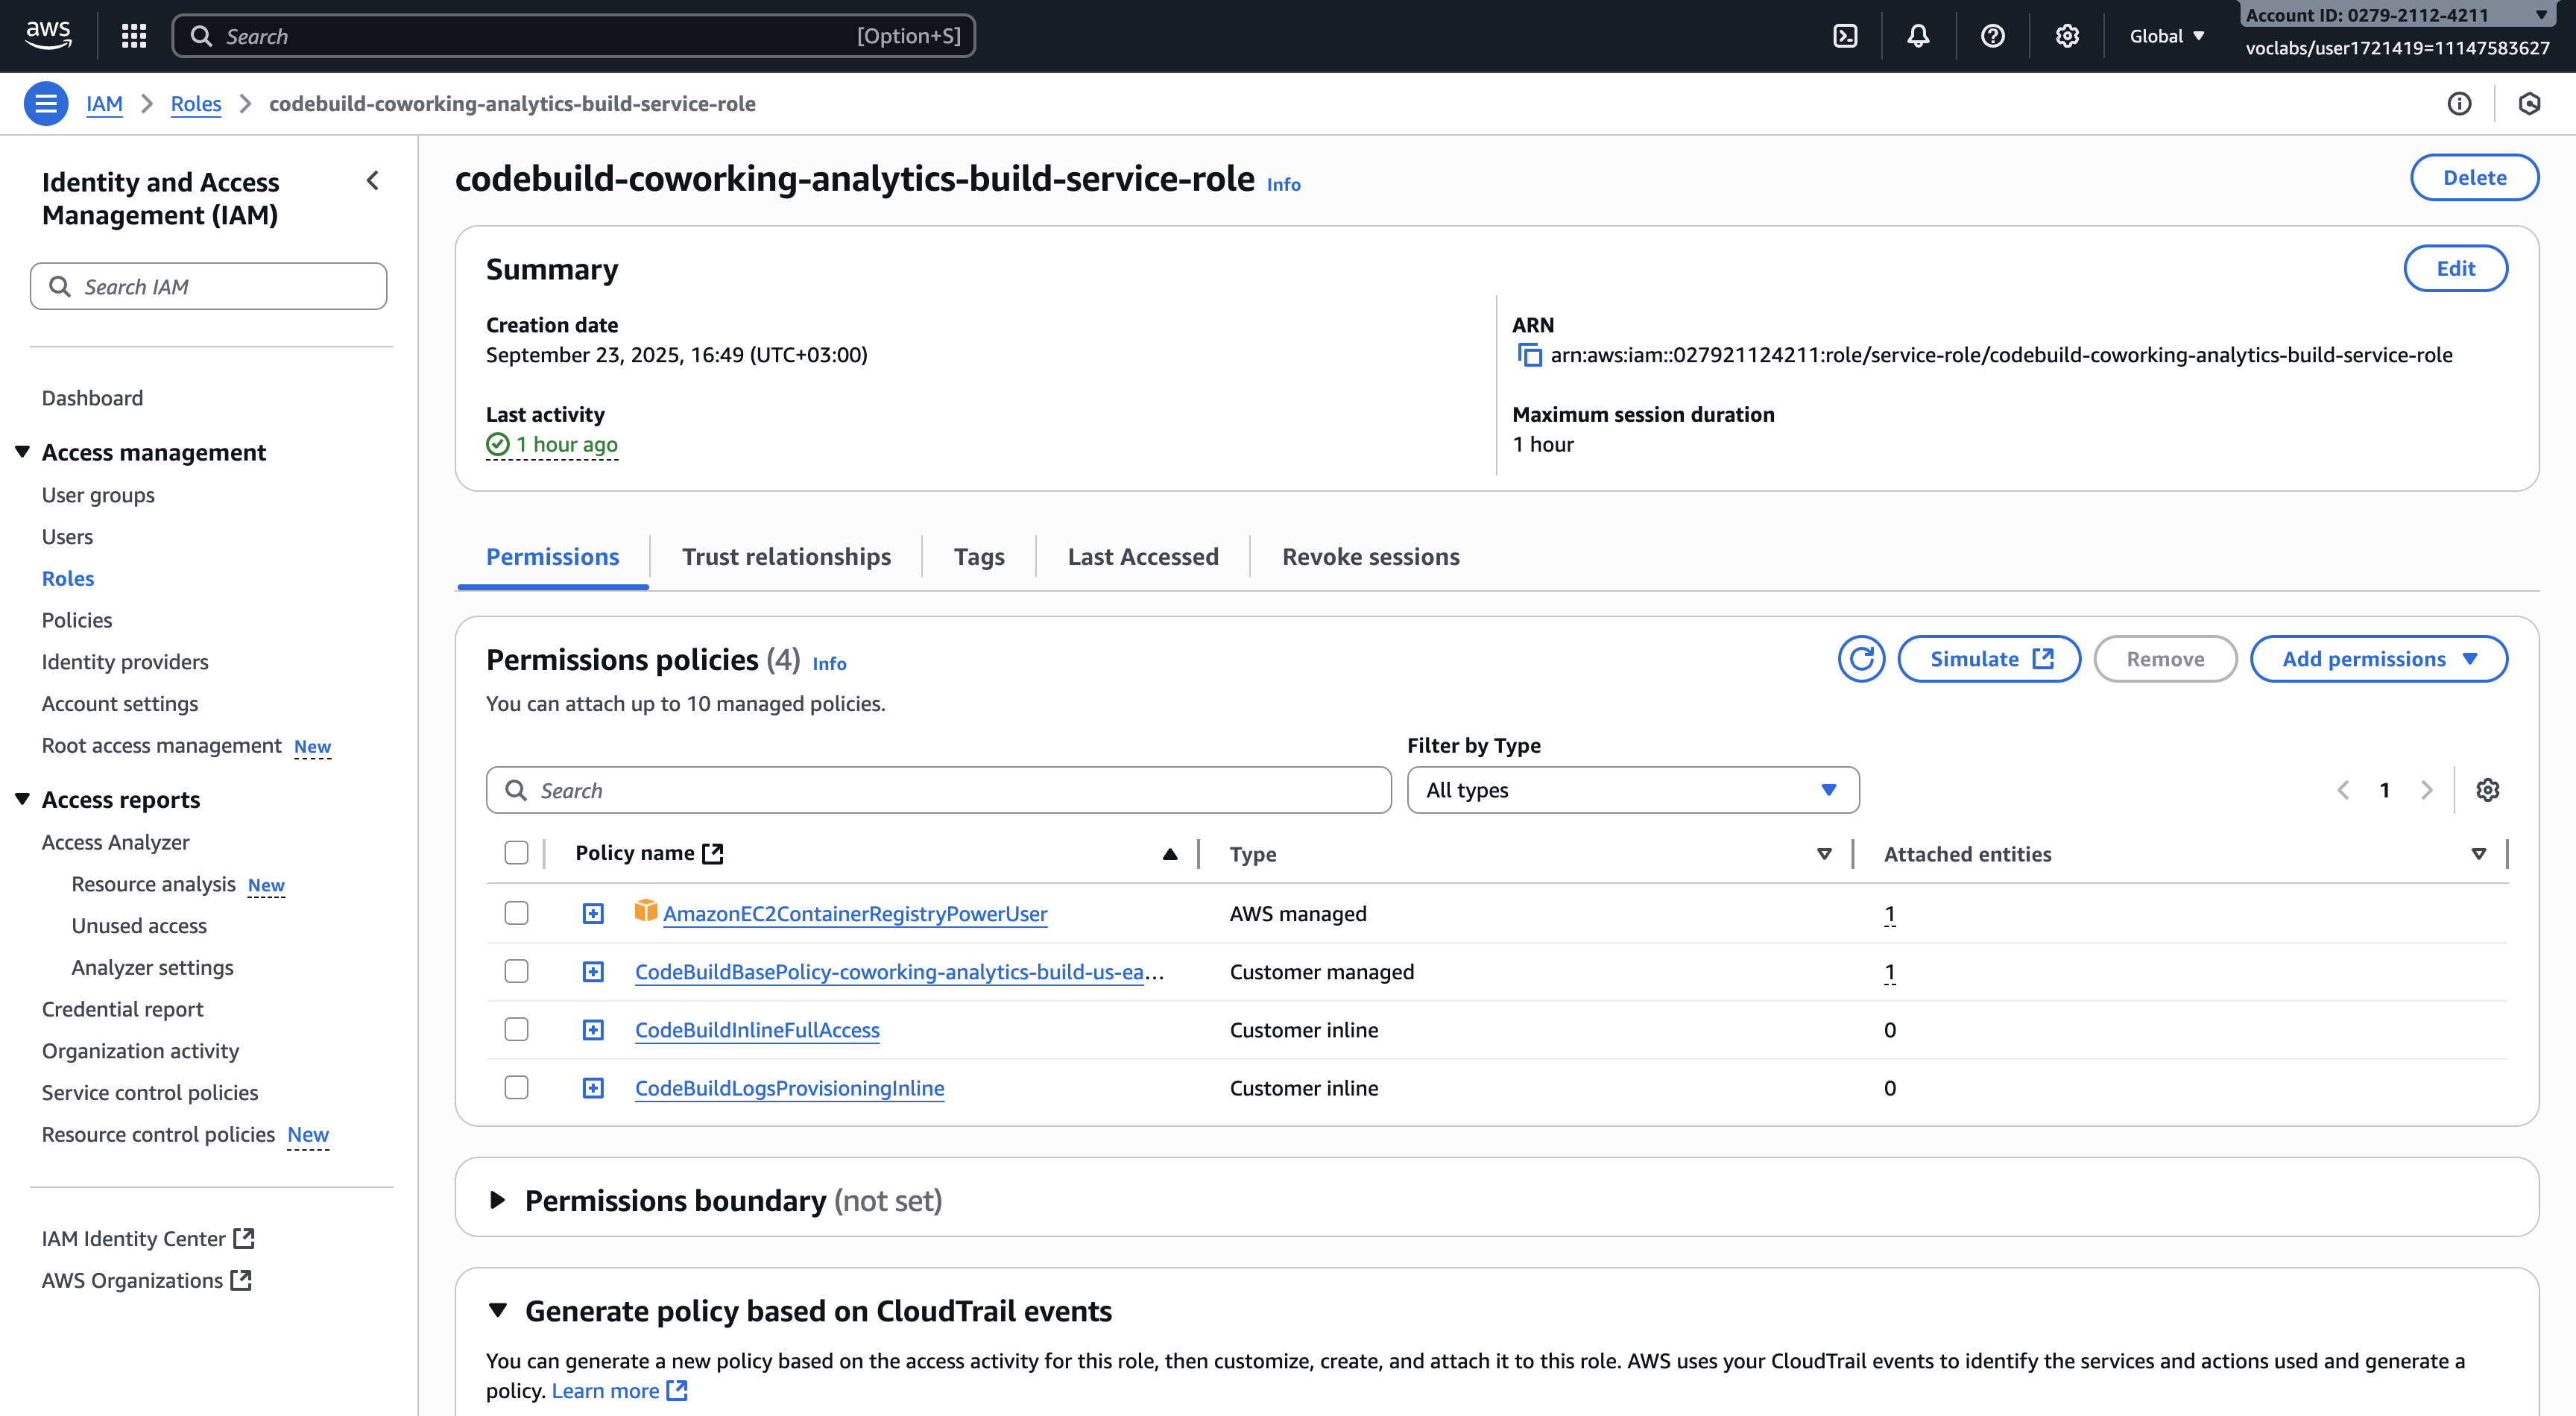 aws
Search
[Option+S]
Global
Account ID: 0279-2112-4211
voclabs/user1721419=11147583627
IAM
Roles
codebuild-coworking-analytics-build-service-role
Identity and Access
Management (IAM)
Search IAM
Dashboard
Access management
User groups
Users
Roles
Policies
Identity providers
Account settings
Root access management New
Access reports
Access Analyzer
Resource analysis New
Unused access
Analyzer settings
Credential report
Organization activity
Service control policies
Resource control policies New
IAM Identity Center
AWS Organizations
codebuild-coworking-analytics-build-service-role Info
Delete
Summary
Edit
Creation date
September 23, 2025, 16:49 (UTC+03:00)
ARN
arn:aws:iam::027921124211:role/service-role/codebuild-coworking-analytics-build-service-role
Last activity
1 hour ago
Maximum session duration
1 hour
Permissions
Trust relationships
Tags
Last Accessed
Revoke sessions
Permissions policies (4) Info
Simulate
Remove
Add permissions
You can attach up to 10 managed policies.
Filter by Type
Search
All types
1
Policy name
Type
Attached entities
AmazonEC2ContainerRegistryPowerUser
AWS managed
1
CodeBuildBasePolicy-coworking-analytics-build-us-ea...
Customer managed
1
CodeBuildInlineFullAccess
Customer inline
0
CodeBuildLogsProvisioningInline
Customer inline
0
Permissions boundary (not set)
Generate policy based on CloudTrail events
You can generate a new policy based on the access activity for this role, then customize, create, and attach it to this role. AWS uses your CloudTrail events to identify the services and actions used and generate a
policy. Learn more